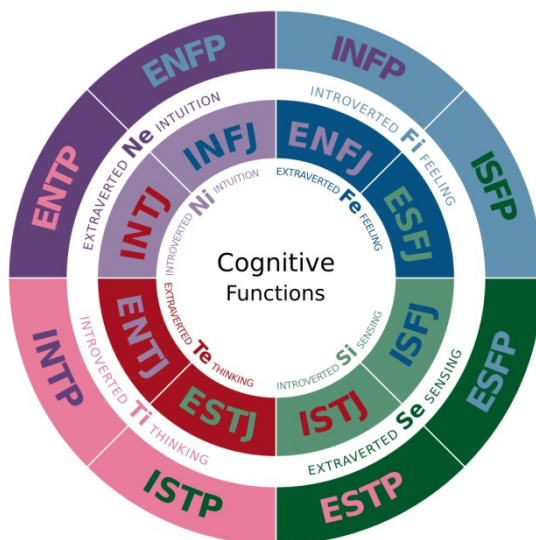 ENFP
INFP
ENTP
ISFP
EXTRAVERTED Ne INTUITION
INTROVERTED Fi FEELING
INFJ
ENFJ
INTJ
ESFJ
INTROVERTED Ni INTUITION
EXTRAVERTED Fe FEELING
Cognitive
Functions
EXTRAVERTED Te THINKING
INTROVERTED Si SENSING
ENTJ
ISFJ
ESTJ
ISTJ
INTROVERTED Ti THINKING
EXTRAVERTED Se SENSING
INTP
ESFP
ISTP
ESTP